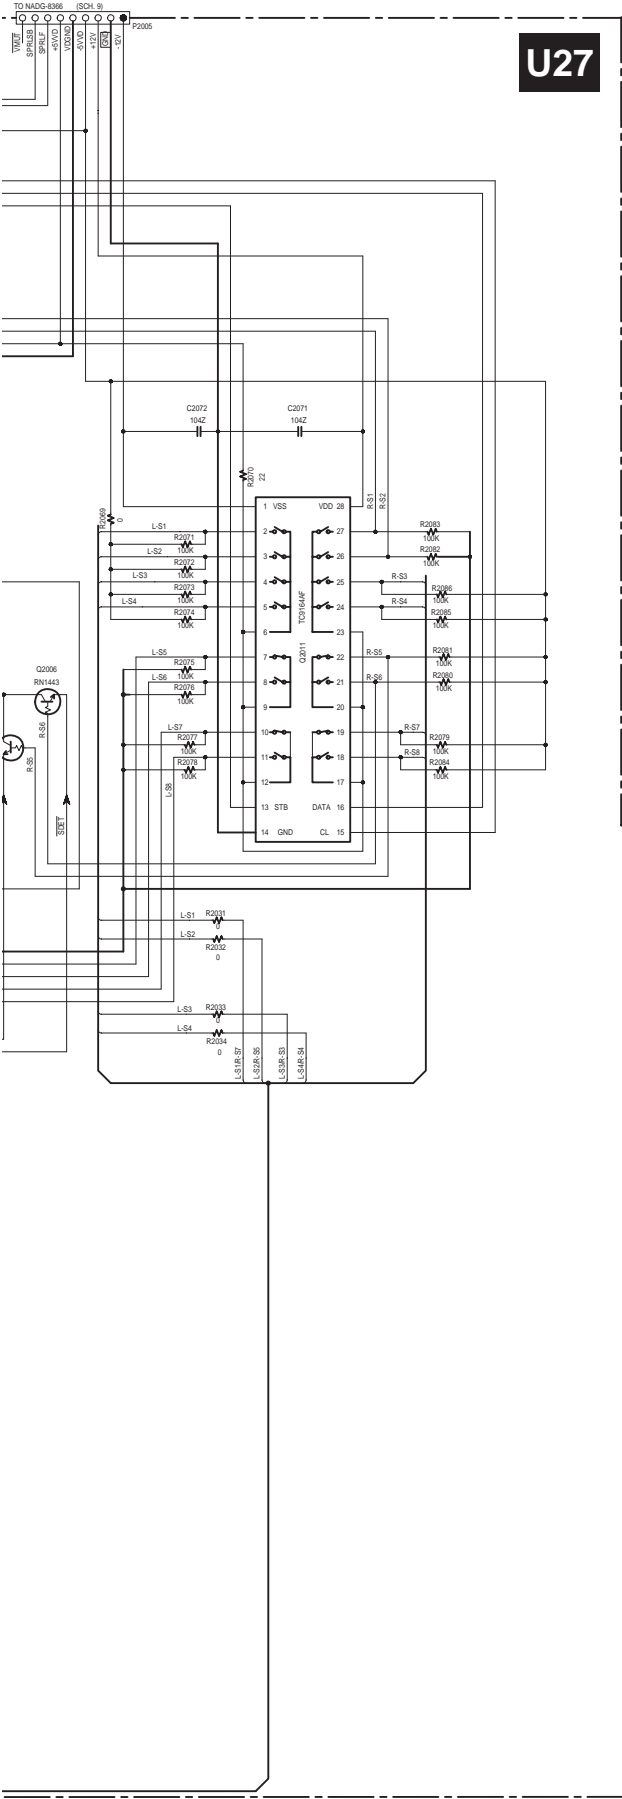 TO NADG-8366 (SCH. 9)
P2005
VMUT
SPRLSB
SPRLF
+5VVD
VDGND
-5VVD
+12V
GND
-12V
U27
C2072
104Z
C2071
104Z
R2070
22
R2069
0
R-S1
R-S2
1 VSS
VDD 28
L-S1
R2071
100K
2
27
R2083
100K
L-S2
R2072
100K
3
26
R2082
100K
L-S3
R2073
100K
4
25
R-S3
R2086
100K
L-S4
R2074
100K
5
24
R-S4
R2085
100K
TC9164AF
6
23
L-S5
R2075
100K
7
22
R-S5
R2081
100K
Q2011
L-S6
R2076
100K
8
21
R-S6
R2080
100K
9
20
Q2006
RN1443
R-S6
R-S5
L-S7
R2077
100K
10
19
R-S7
R2079
100K
R2078
100K
11
18
R-S8
R2084
100K
L-S8
12
17
13 STB
DATA 16
14 GND
CL 15
SDET
L-S1
R2031
0
L-S2
R2032
0
L-S3
R2033
0
L-S4
R2034
0
L-S1/R-S7
L-S2/R-S5
L-S3/R-S3
L-S4/R-S4